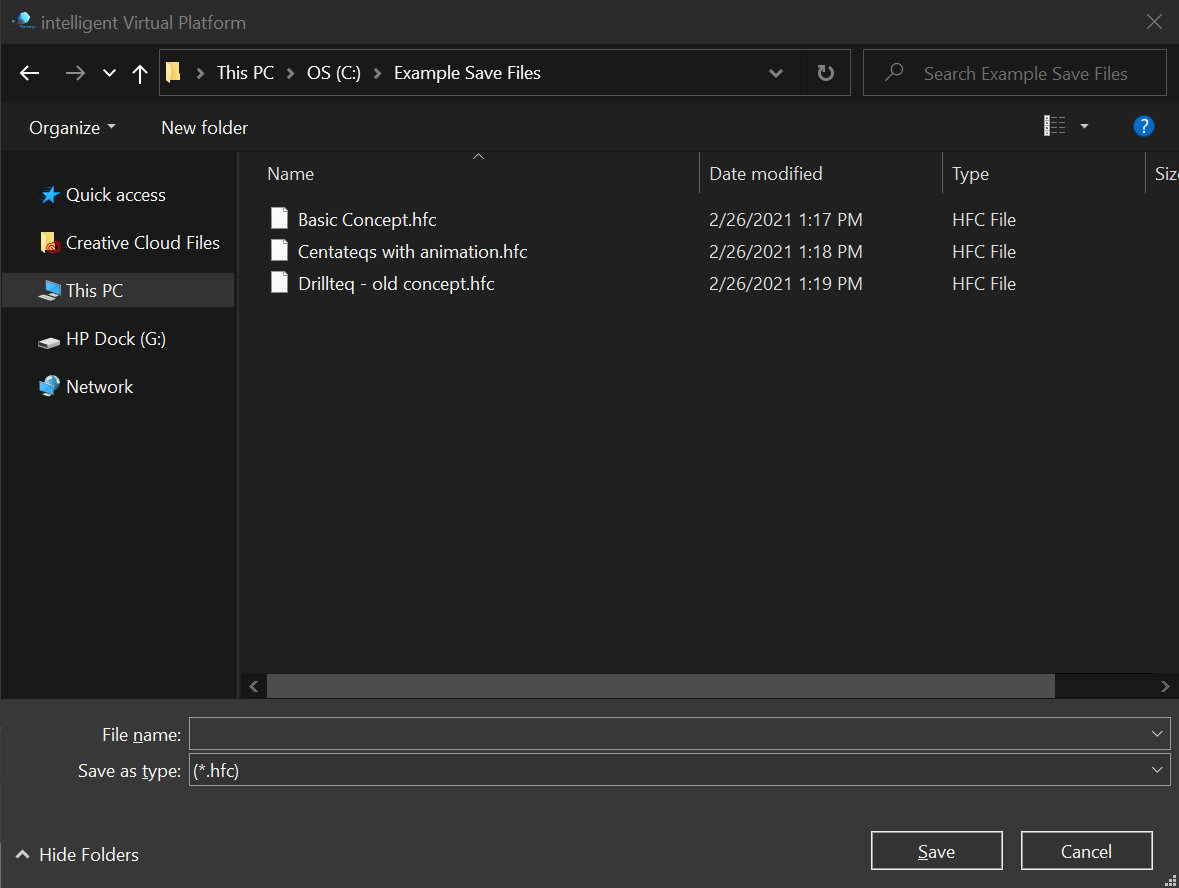 intelligent Virtual Platform
This PC > OS (C:) > Example Save Files
Search Example Save Files
Organize
New folder
?
Name
Date modified
Type
Siz
Quick access
Creative Cloud Files
This PC
HP Dock (G:)
Network
Basic Concept.hfc 2/26/2021 1:17 PM HFC File
Centateqs with animation.hfc 2/26/2021 1:18 PM HFC File
Drillteq - old concept.hfc 2/26/2021 1:19 PM HFC File
File name:
Save as type: (*.hfc)
Hide Folders
Save
Cancel